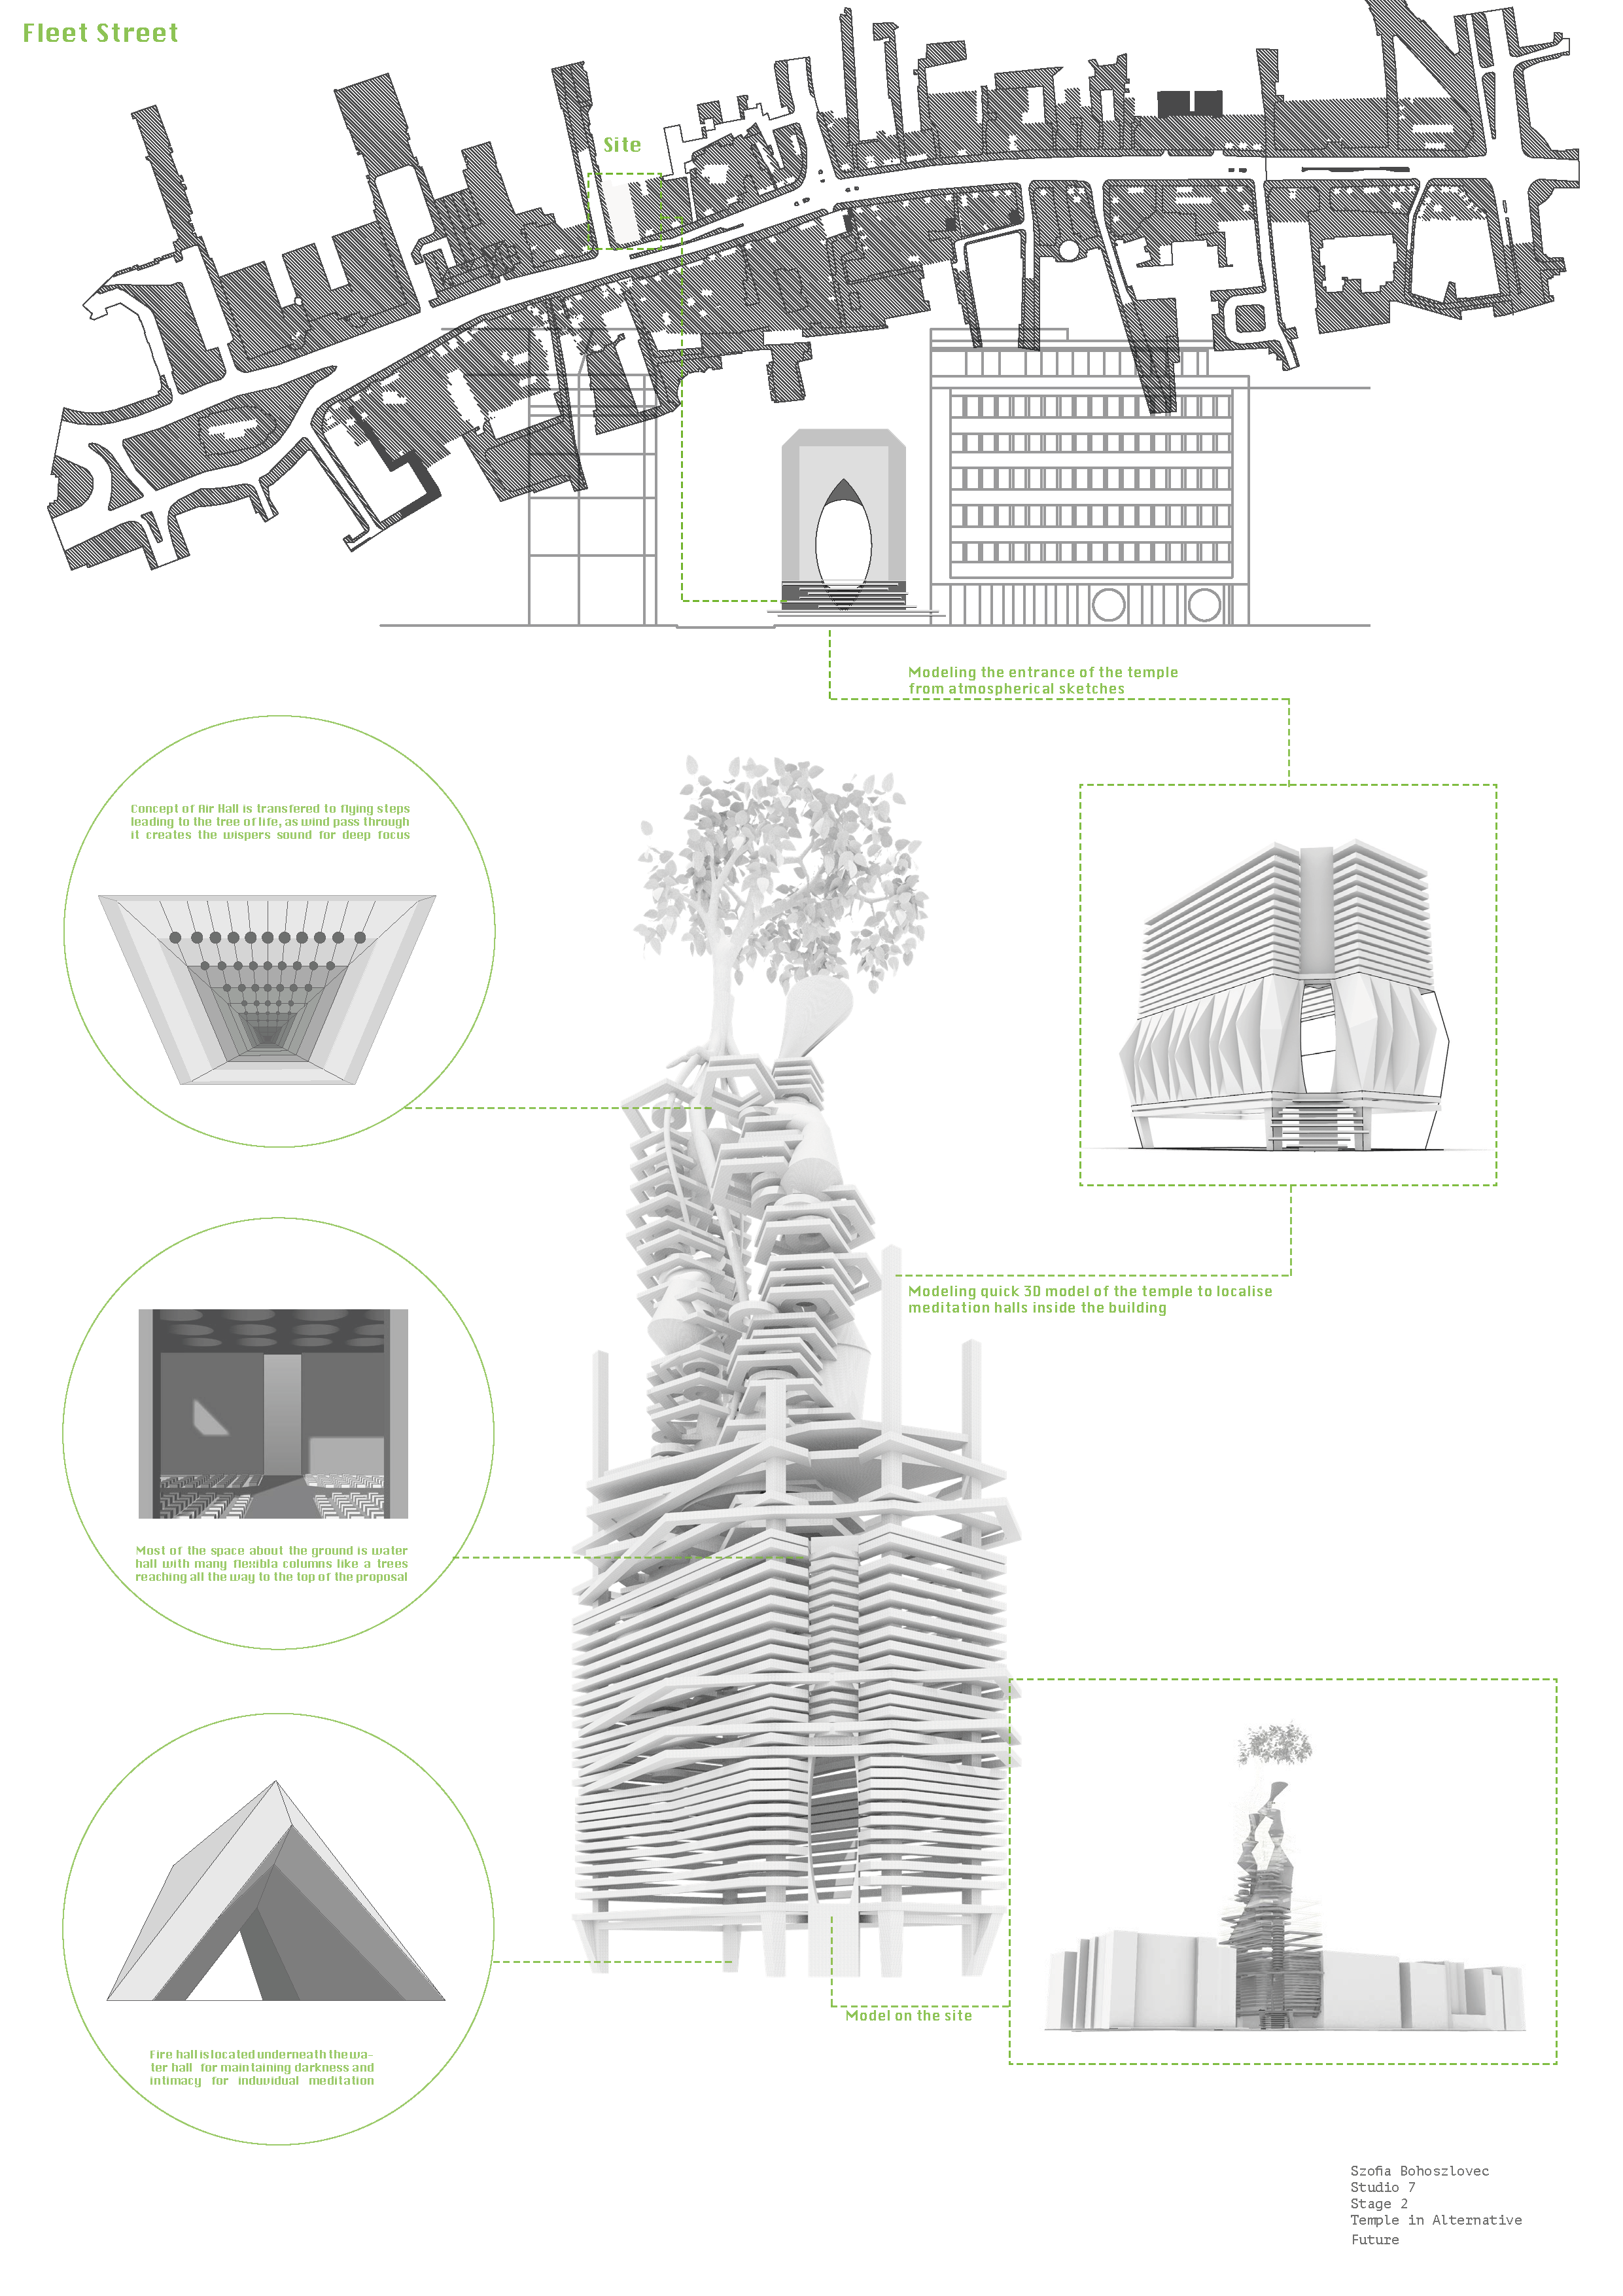 Fleet Street
Site
Modeling the entrance of the temple
from atmospherical sketches
Concept of Air Hall is transfered to flying steps
leading to the tree of life, as wind pass through
it creates the wispers sound for deep focus
Modeling quick 3D model of the temple to localise
meditation halls inside the building
Most of the space about the ground is water
hall with many flexibla columns like a trees
reaching all the way to the top of the proposal
Model on the site
Fire hall is located underneath the wa-
ter hall for maintaining darkness and
intimacy for induvidual meditation
Szofia Bohoszlovec
Studio 7
Stage 2
Temple in Alternative
Future